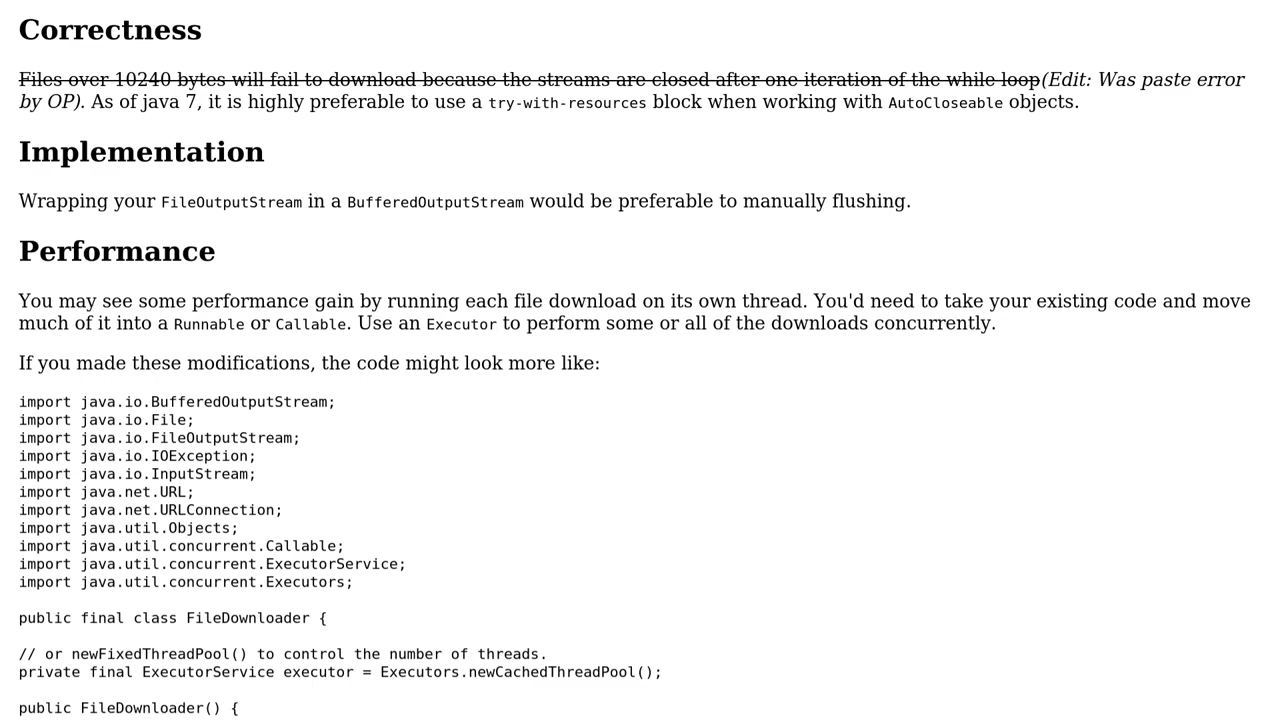 Correctness
Files over 10240 bytes will fail to download because the streams are closed after one iteration of the while loop(Edit: Was paste error
by OP). As of java 7, it is highly preferable to use a try-with-resources block when working with AutoCloseable objects.
Implementation
Wrapping your FileOutputStream in a BufferedOutputStream would be preferable to manually flushing.
Performance
You may see some performance gain by running each file download on its own thread. You'd need to take your existing code and move
much of it into a Runnable or Callable. Use an Executor to perform some or all of the downloads concurrently.
If you made these modifications, the code might look more like:
import java.io.BufferedOutputStream;
import java.io.File;
import java.io.FileOutputStream;
import java.io.IOException;
import java.io.InputStream;
import java.net.URL;
import java.net.URLConnection;
import java.util.Objects;
import java.util.concurrent.Callable;
import java.util.concurrent.ExecutorService;
import java.util.concurrent.Executors;
public final class FileDownloader {
// or newFixedThreadPool() to control the number of threads.
private final ExecutorService executor = Executors.newCachedThreadPool();
public FileDownloader() {